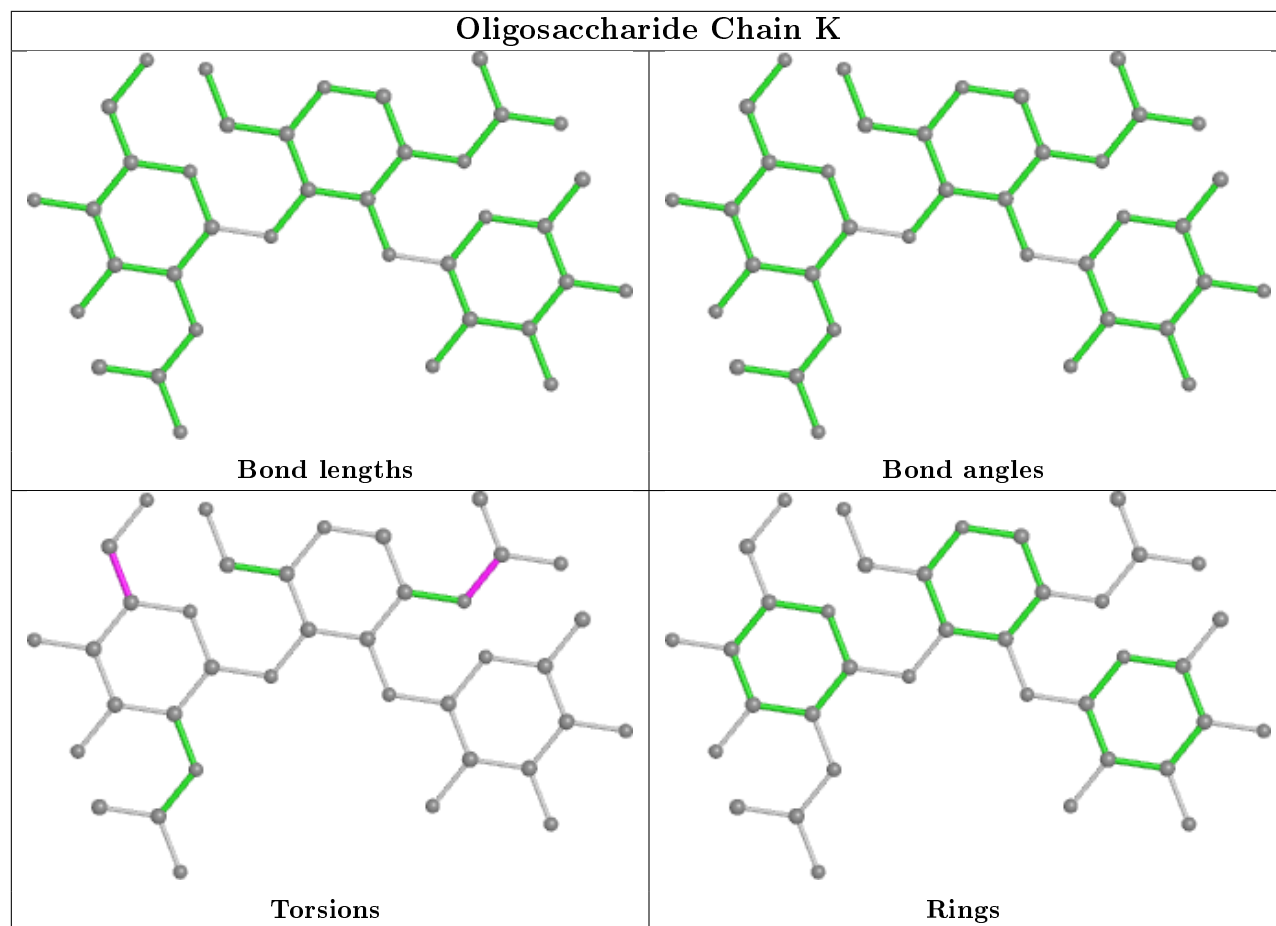 Oligosaccharide Chain K
Bond lengths
Bond angles
Torsions
Rings